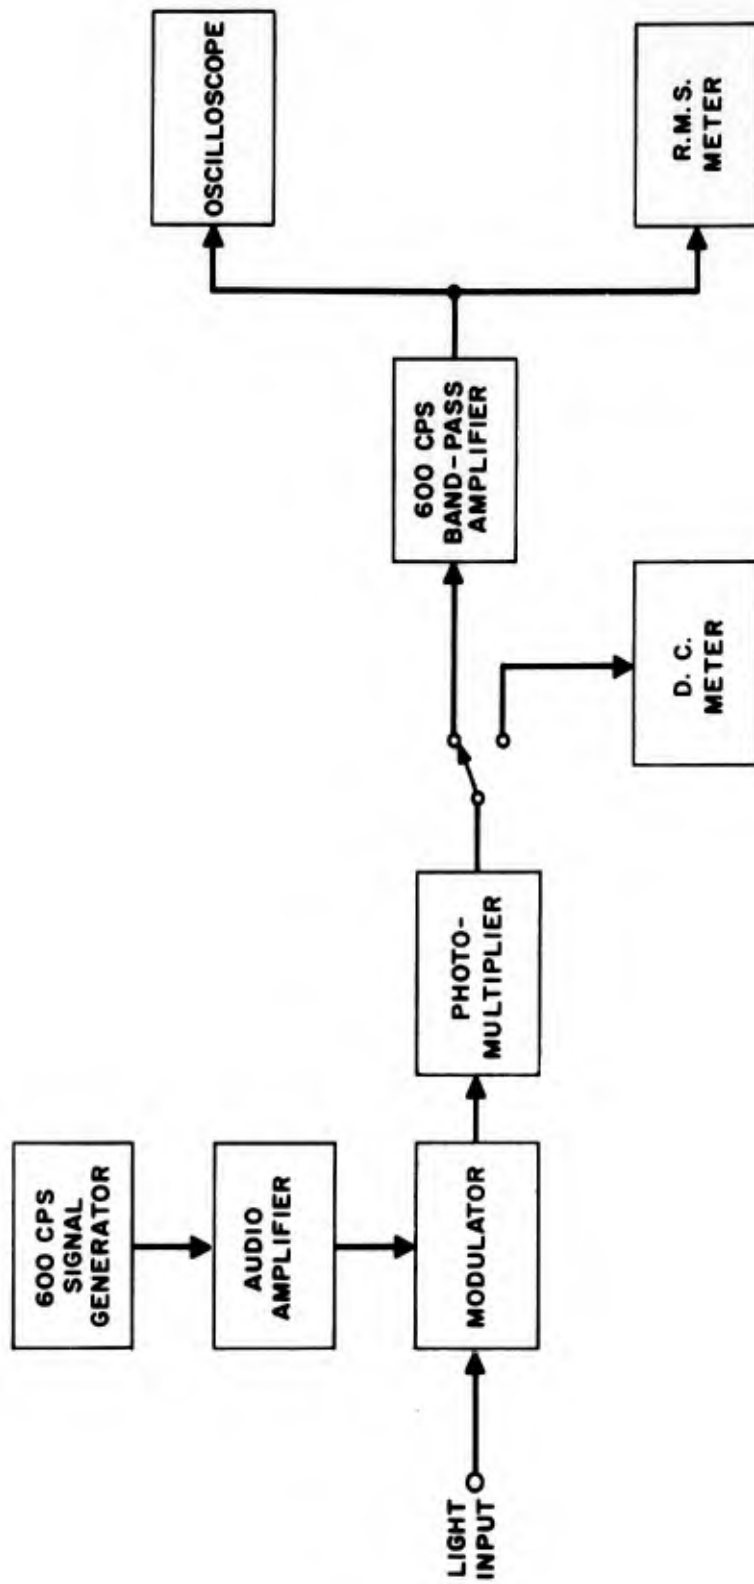 600 CPS
SIGNAL
GENERATOR
AUDIO
AMPLIFIER
LIGHT
INPUT
MODULATOR
PHOTO-
MULTIPLIER
600 CPS
BAND-PASS
AMPLIFIER
D. C.
METER
OSCILLOSCOPE
R.M.S.
METER